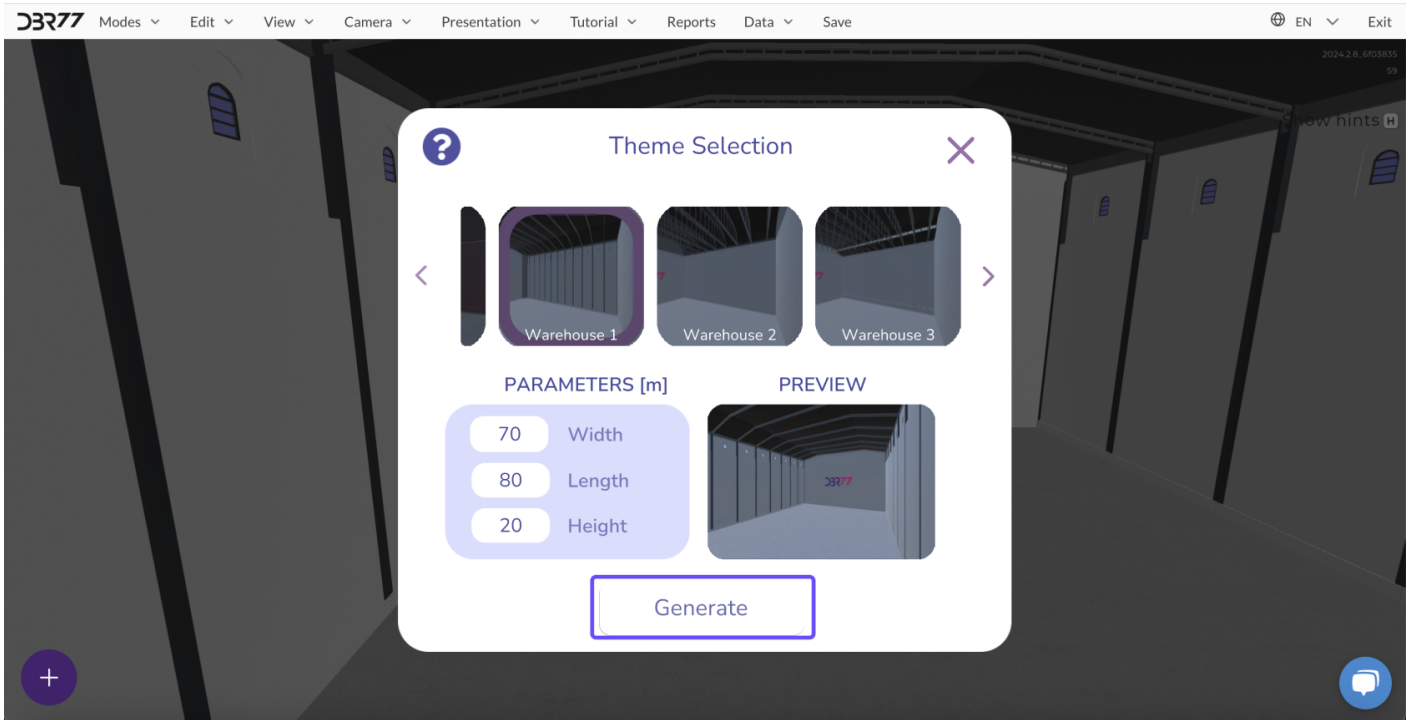 DBR77 Modes Edit View Camera Presentation Tutorial Reports Data Save EN Exit
2024.2.8_6f03835
59
Show hints H
?
Theme Selection
Warehouse 1 Warehouse 2 Warehouse 3
PARAMETERS [m] PREVIEW
70 Width
80 Length
DBR77
20 Height
Generate